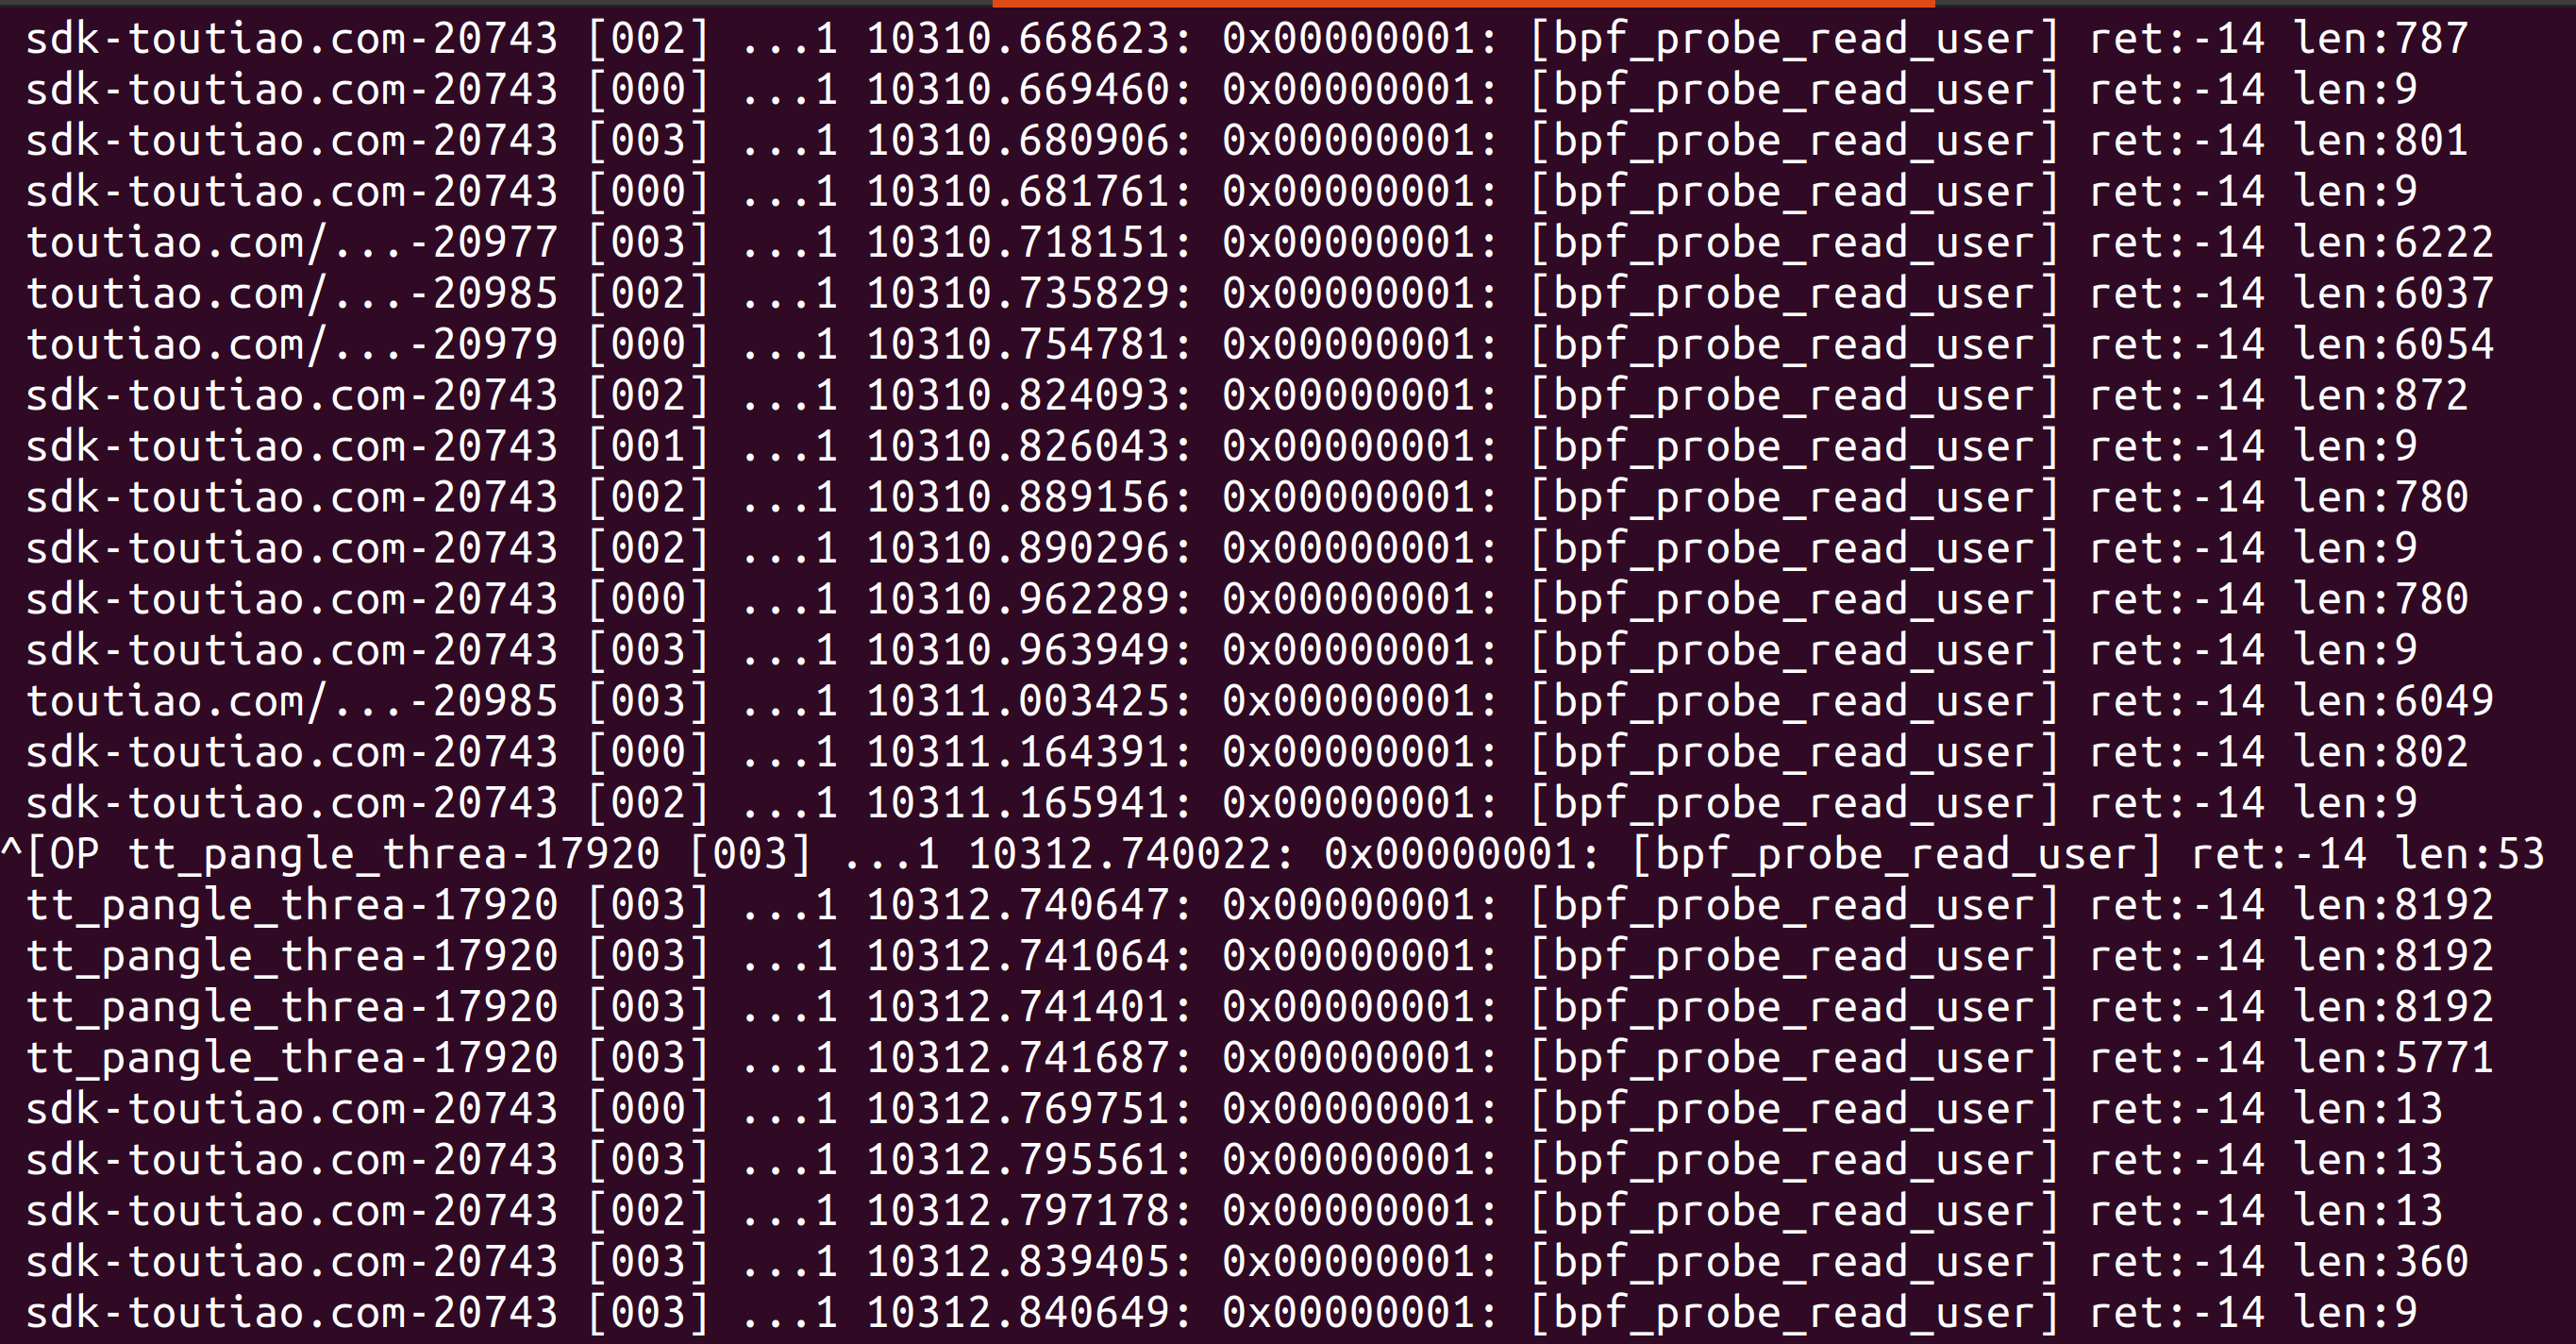 sdk-toutiao.com-20743 [002] ...1 10310.668623: 0x00000001: [bpf_probe_read_user] ret:-14 len:787
sdk-toutiao.com-20743 [000] ...1 10310.669460: 0x00000001: [bpf_probe_read_user] ret:-14 len:9
sdk-toutiao.com-20743 [003] ...1 10310.680906: 0x00000001: [bpf_probe_read_user] ret:-14 len:801
sdk-toutiao.com-20743 [000] ...1 10310.681761: 0x00000001: [bpf_probe_read_user] ret:-14 len:9
toutiao.com/...-20977 [003] ...1 10310.718151: 0x00000001: [bpf_probe_read_user] ret:-14 len:6222
toutiao.com/...-20985 [002] ...1 10310.735829: 0x00000001: [bpf_probe_read_user] ret:-14 len:6037
toutiao.com/...-20979 [000] ...1 10310.754781: 0x00000001: [bpf_probe_read_user] ret:-14 len:6054
sdk-toutiao.com-20743 [002] ...1 10310.824093: 0x00000001: [bpf_probe_read_user] ret:-14 len:872
sdk-toutiao.com-20743 [001] ...1 10310.826043: 0x00000001: [bpf_probe_read_user] ret:-14 len:9
sdk-toutiao.com-20743 [002] ...1 10310.889156: 0x00000001: [bpf_probe_read_user] ret:-14 len:780
sdk-toutiao.com-20743 [002] ...1 10310.890296: 0x00000001: [bpf_probe_read_user] ret:-14 len:9
sdk-toutiao.com-20743 [000] ...1 10310.962289: 0x00000001: [bpf_probe_read_user] ret:-14 len:780
sdk-toutiao.com-20743 [003] ...1 10310.963949: 0x00000001: [bpf_probe_read_user] ret:-14 len:9
toutiao.com/...-20985 [003] ...1 10311.003425: 0x00000001: [bpf_probe_read_user] ret:-14 len:6049
sdk-toutiao.com-20743 [000] ...1 10311.164391: 0x00000001: [bpf_probe_read_user] ret:-14 len:802
sdk-toutiao.com-20743 [002] ...1 10311.165941: 0x00000001: [bpf_probe_read_user] ret:-14 len:9
^[OP tt_pangle_threa-17920 [003] ...1 10312.740022: 0x00000001: [bpf_probe_read_user] ret:-14 len:53
tt_pangle_threa-17920 [003] ...1 10312.740647: 0x00000001: [bpf_probe_read_user] ret:-14 len:8192
tt_pangle_threa-17920 [003] ...1 10312.741064: 0x00000001: [bpf_probe_read_user] ret:-14 len:8192
tt_pangle_threa-17920 [003] ...1 10312.741401: 0x00000001: [bpf_probe_read_user] ret:-14 len:8192
tt_pangle_threa-17920 [003] ...1 10312.741687: 0x00000001: [bpf_probe_read_user] ret:-14 len:5771
sdk-toutiao.com-20743 [000] ...1 10312.769751: 0x00000001: [bpf_probe_read_user] ret:-14 len:13
sdk-toutiao.com-20743 [003] ...1 10312.795561: 0x00000001: [bpf_probe_read_user] ret:-14 len:13
sdk-toutiao.com-20743 [002] ...1 10312.797178: 0x00000001: [bpf_probe_read_user] ret:-14 len:13
sdk-toutiao.com-20743 [003] ...1 10312.839405: 0x00000001: [bpf_probe_read_user] ret:-14 len:360
sdk-toutiao.com-20743 [003] ...1 10312.840649: 0x00000001: [bpf_probe_read_user] ret:-14 len:9